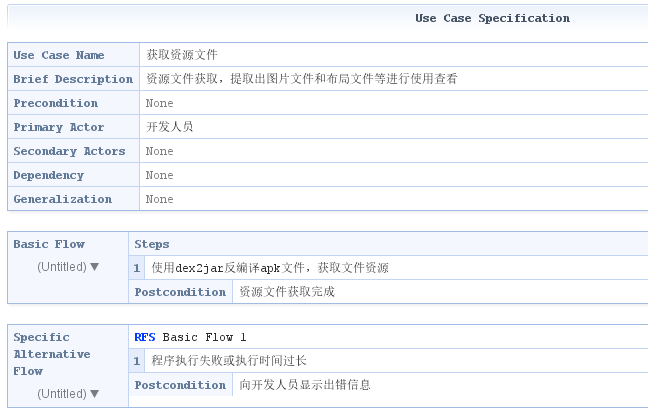 Use Case Specification
Use Case Name 获取资源文件
Brief Description 资源文件获取，提取出图片文件和布局文件等进行使用查看
Precondition None
Primary Actor 开发人员
Secondary Actors None
Dependency None
Generalization None
Basic Flow Steps
(Untitled) ▼ 1 使用dex2jar反编译apk文件，获取文件资源
Postcondition 资源文件获取完成
Specific RFS Basic Flow 1
Alternative 1 程序执行失败或执行时间过长
Flow
Postcondition 向开发人员显示出错信息
(Untitled) ▼